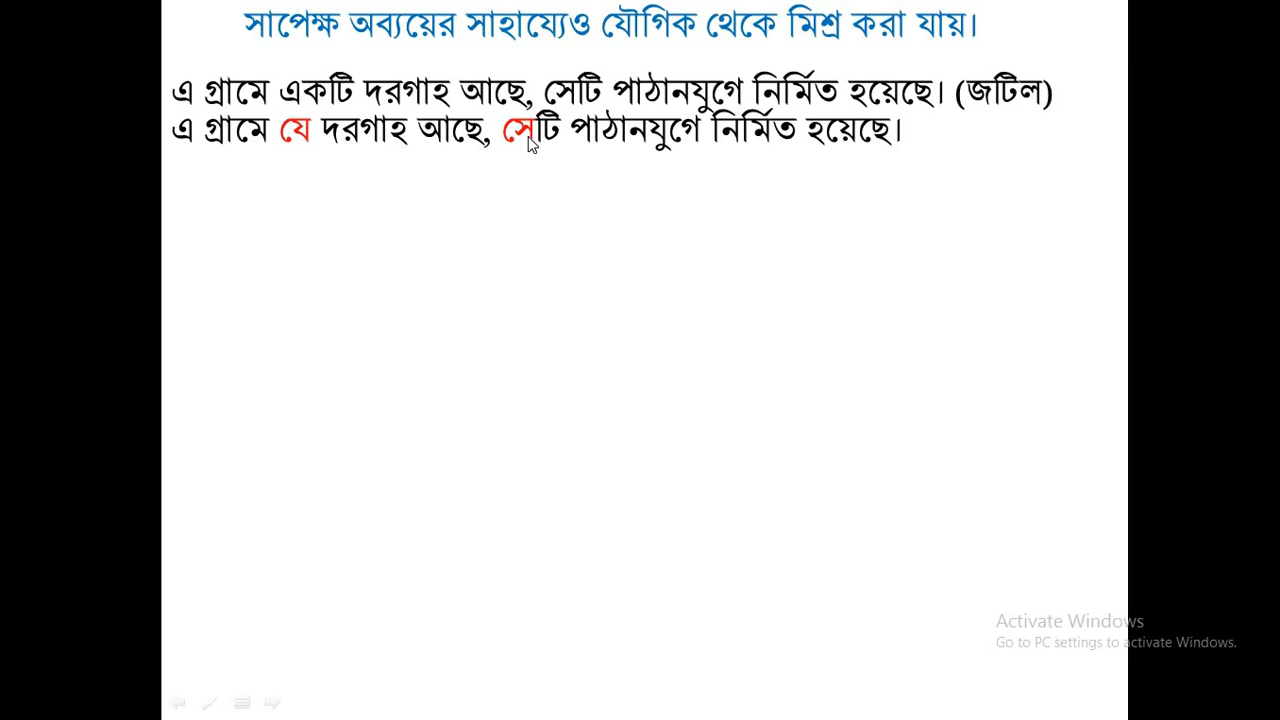 সাপেক্ষ অব্যয়ের সাহায্যেও যৌগিক থেকে মিশ্র করা যায়।
এ গ্রামে একটি দরগাহ আছে, সেটি পাঠানযুগে নির্মিত হয়েছে। (জটিল)
এ গ্রামে যে দরগাহ আছে, সেটি পাঠানযুগে নির্মিত হয়েছে।
Activate Windows
Go to PC settings to activate Windows.